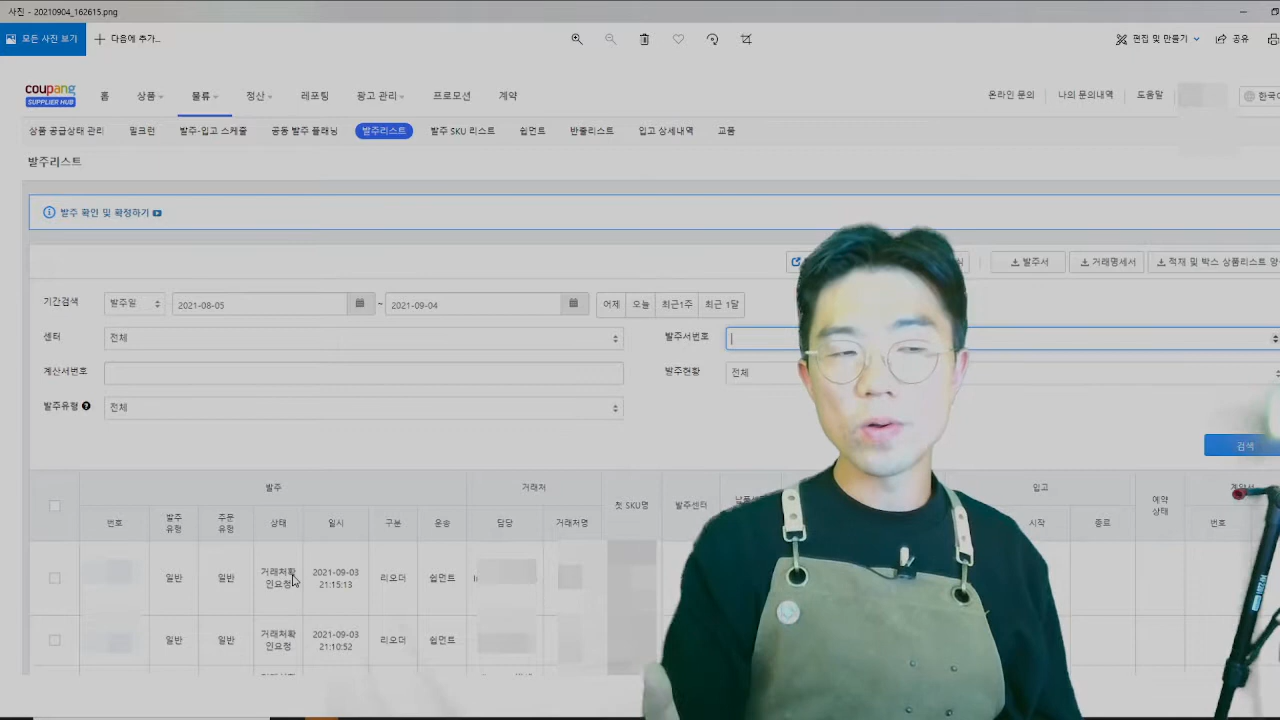 사진 - 20210904_162615.png
모든 사진 보기 다음에 추가..
편집 및 만들기 공유
coupang
SUPPLIER HUB
홈 상품 물류 정산 레포팅 광고 관리 프로모션 계약
온라인 문의 나의 문의내역 도움말
상품 공급상태 관리 밀크런 발주-입고 스케쥴 공동 발주 플래닝 발주리스트 발주 SKU 리스트 쉽먼트 반출리스트 입고 상세내역 교품
발주리스트
발주 확인 및 확정하기
발주서 거래명세서 적재 및 박스 상품리스트
기간검색 발주일 2021-08-05 ~ 2021-09-04 어제 오늘 최근1주 최근 1달
센터 전체 발주서번호
계산서번호 발주현황 전체
발주유형 전체
검색
발주 거래처 첫 SKU명 발주센터 입고 예약 상태
번호 발주 유형 주문 유형 상태 일시 구분 운송 담당 거래처명 시작 종료 번호
일반 일반 거래처확인요청 2021-09-03 21:15:13 리오더 쉽먼트
일반 일반 거래처확인요청 2021-09-03 21:10:52 리오더 쉽먼트